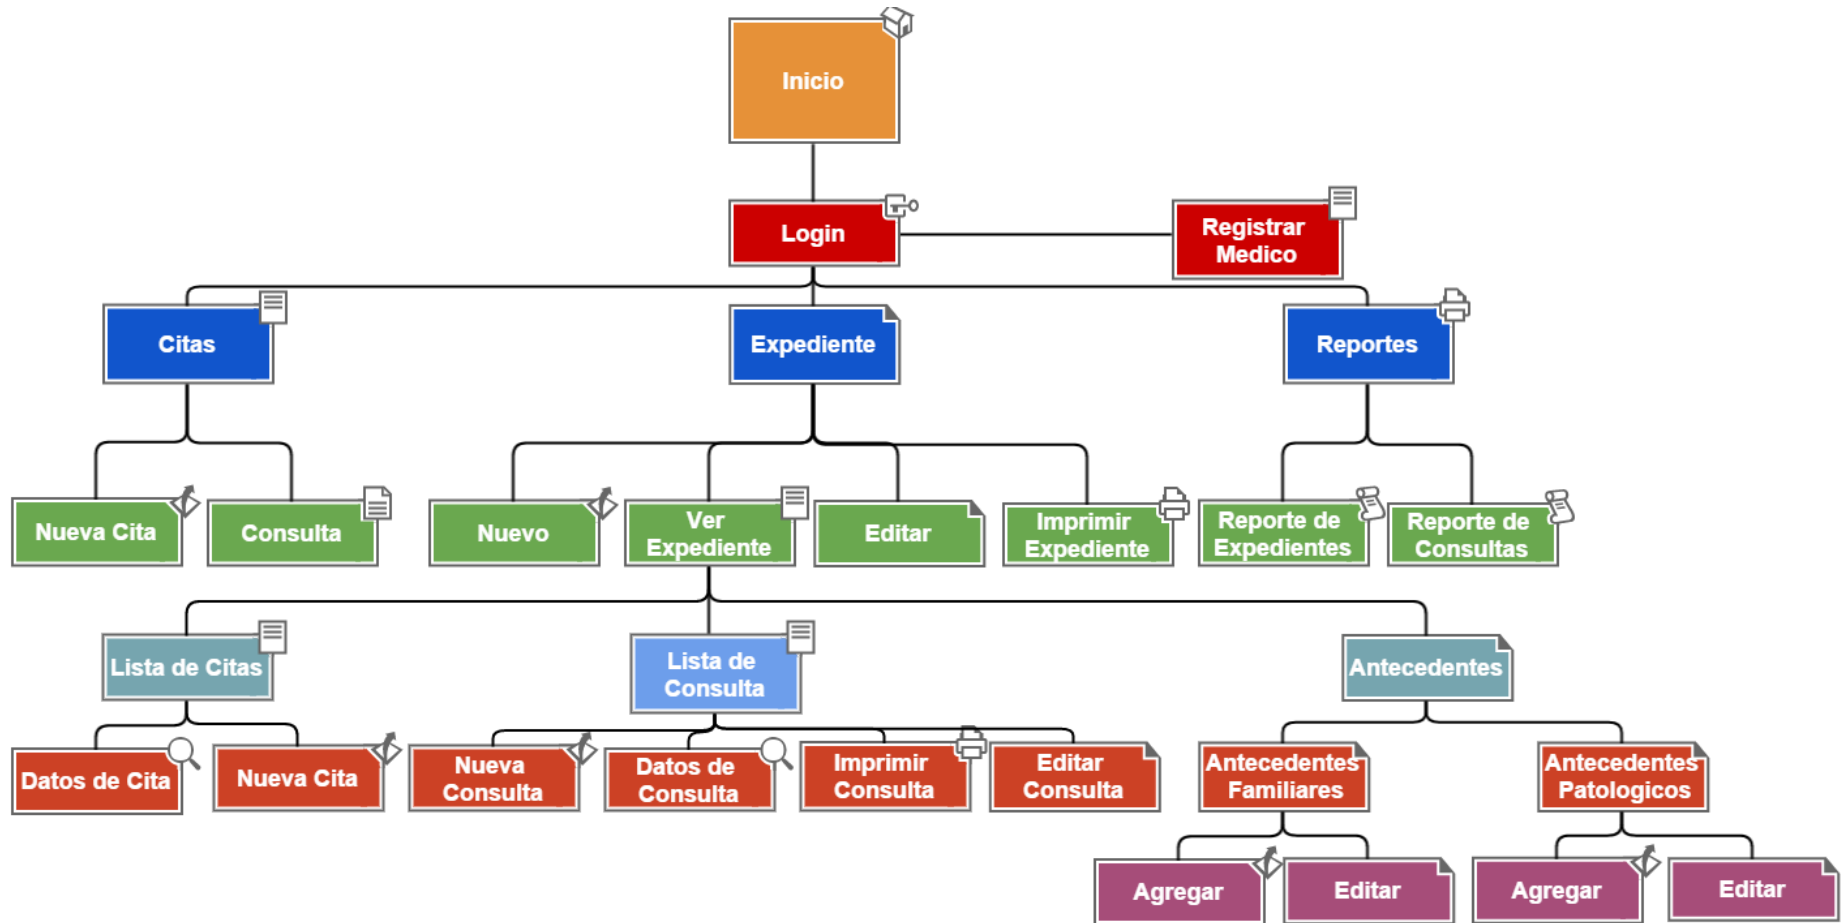 Inicio
Login
Registrar
Medico
Citas
Expediente
Reportes
Nueva Cita
Consulta
Nuevo
Ver
Expediente
Editar
Imprimir
Expediente
Reporte de
Expedientes
Reporte de
Consultas
Lista de Citas
Lista de
Consulta
Antecedentes
Datos de Cita
Nueva Cita
Nueva
Consulta
Datos de
Consulta
Imprimir
Consulta
Editar
Consulta
Antecedentes
Familiares
Antecedentes
Patologicos
Agregar
Editar
Agregar
Editar